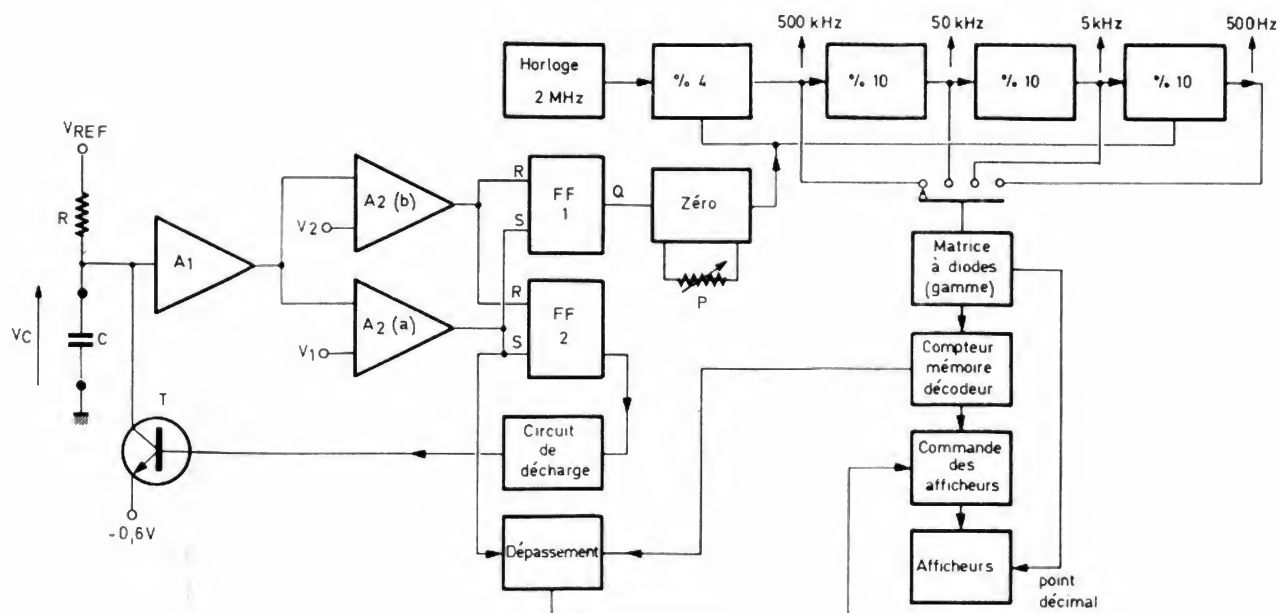 500 kHz
50 kHz
5 kHz
500Hz
Horloge
2 MHz
% 4
% 10
% 10
% 10
VREF
R
A1
VC
C
T
-0,6V
A2 (b)
V2
A2 (a)
V1
R
S
FF
1
Q
Zéro
P
R
S
FF
2
Circuit
de
décharge
Dépassement
Matrice
à diodes
(gamme)
Compteur
mémoire
décodeur
Commande
des
afficheurs
Afficheurs
point
décimal